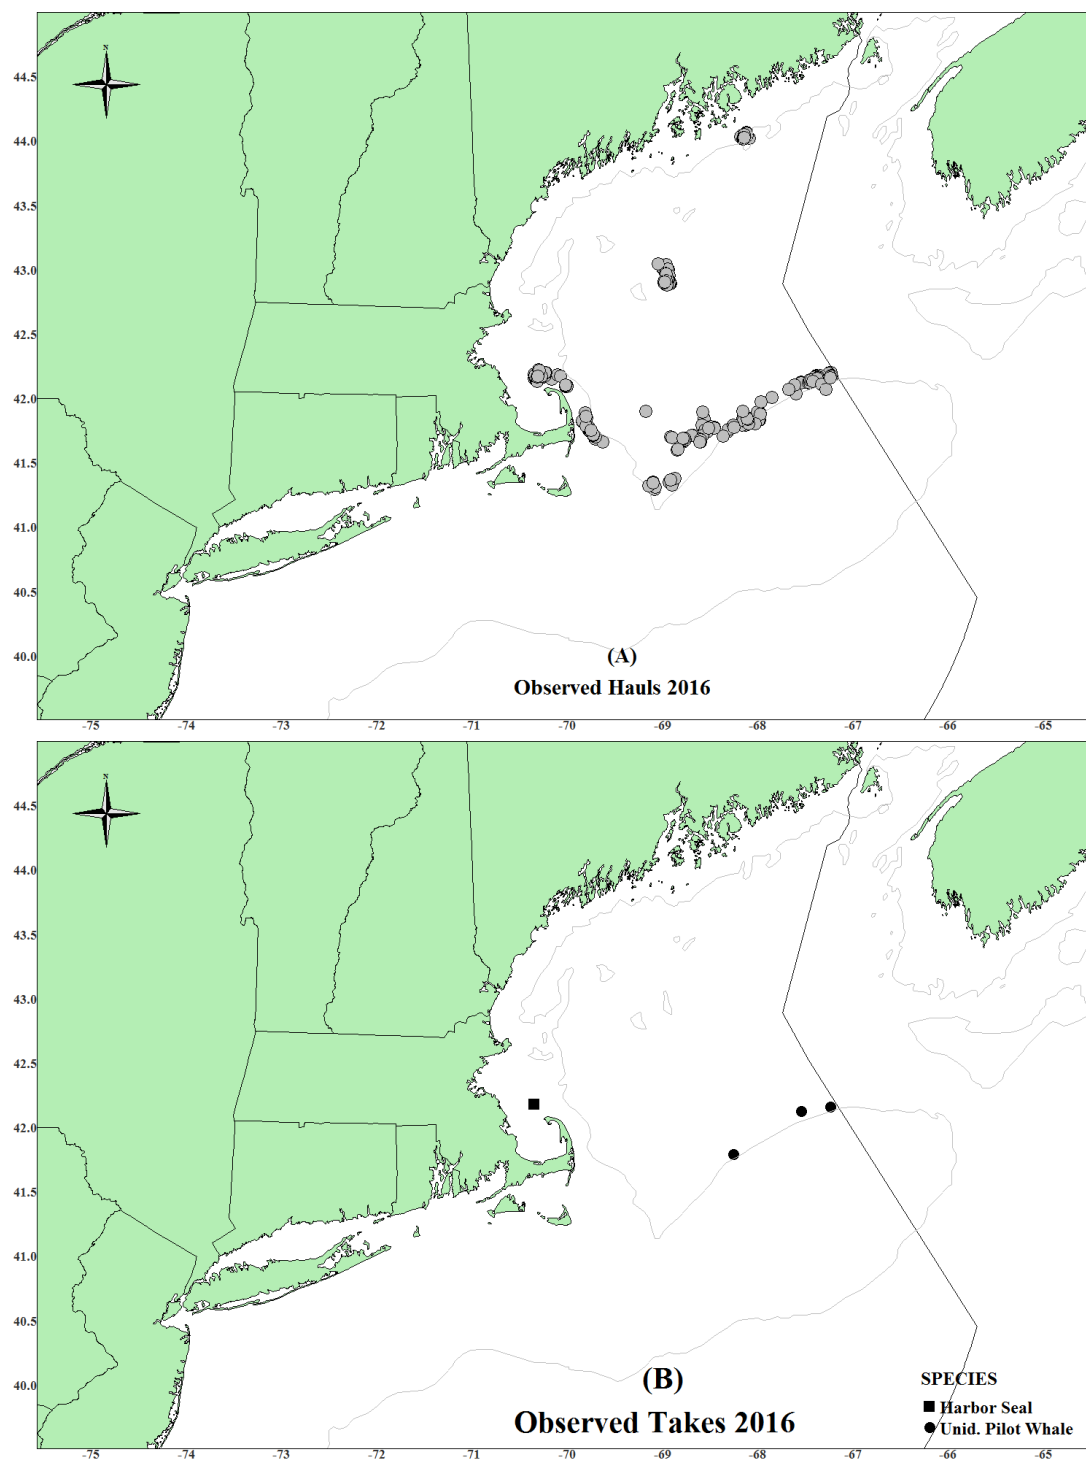 N
44.5
44.0
43.5
43.0
42.5
42.0
41.5
41.0
40.5
40.0
(A)
Observed Hauls 2016
-75 -74 -73 -72 -71 -70 -69 -68 -67 -66 -65
N
44.5
44.0
43.5
43.0
42.5
42.0
41.5
41.0
40.5
40.0
(B)
Observed Takes 2016
SPECIES
Harbor Seal
Unid. Pilot Whale
-75 -74 -73 -72 -71 -70 -69 -68 -67 -66 -65